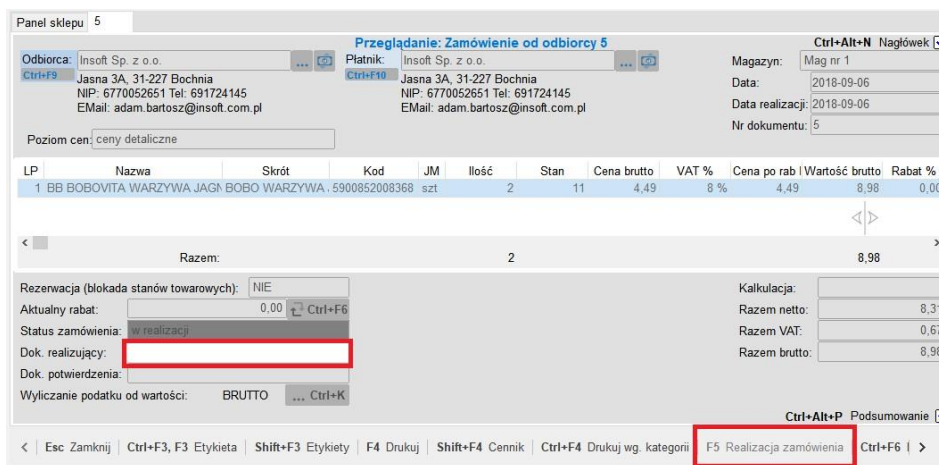 Panel sklepu 5
Przeglądanie: Zamówienie od odbiorcy 5
Ctrl+Alt+N Nagłówek
Odbiorca: Insoft Sp. z o.o. ...
Płatnik: Insoft Sp. z o.o. ...
Magazyn: Mag nr 1
Ctrl+F9 Jasna 3A, 31-227 Bochnia
Ctrl+F10 Jasna 3A, 31-227 Bochnia
Data: 2018-09-06
NIP: 6770052651 Tel: 691724145
NIP: 6770052651 Tel: 691724145
EMail: adam.bartosz@insoft.com.pl
EMail: adam.bartosz@insoft.com.pl
Data realizacji: 2018-09-06
Nr dokumentu: 5
Poziom cen: ceny detaliczne
LP Nazwa Skrót Kod JM Ilość Stan Cena brutto VAT % Cena po rab Wartość brutto Rabat %
1 BB BOBOVITA WARZYWA JAGN BOBO WARZYWA J 5900852008368 szt 2 11 4,49 8 % 4,49 8,98 0,00
Razem: 2 8,98
Rezerwacja (blokada stanów towarowych): NIE
Kalkulacja:
Aktualny rabat: 0,00 Ctrl+F6
Razem netto: 8,31
Status zamówienia: w realizacji
Razem VAT: 0,67
Dok. realizujący:
Razem brutto: 8,98
Dok. potwierdzenia:
Wyliczanie podatku od wartości: BRUTTO ... Ctrl+K
Ctrl+Alt+P Podsumowanie
< Esc Zamknij Ctrl+F3, F3 Etykieta Shift+F3 Etykiety F4 Drukuj Shift+F4 Cennik Ctrl+F4 Drukuj wg. kategorii F5 Realizacja zamówienia Ctrl+F6 >